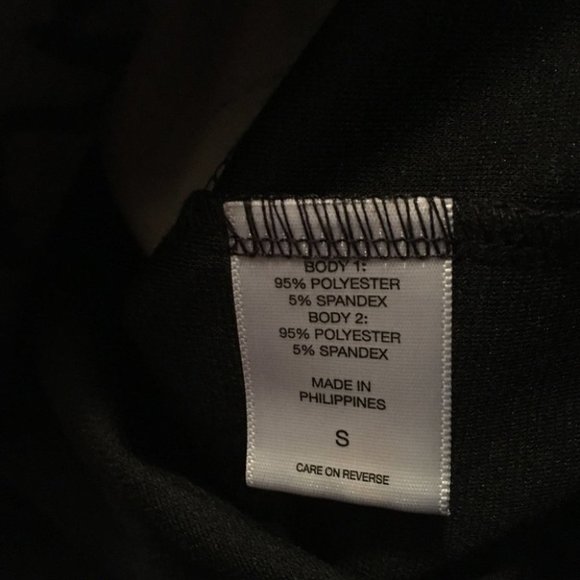 BODY 1:
95% POLYESTER
5% SPANDEX
BODY 2:
95% POLYESTER
5% SPANDEX
MADE IN
PHILIPPINES
S
CARE ON REVERSE